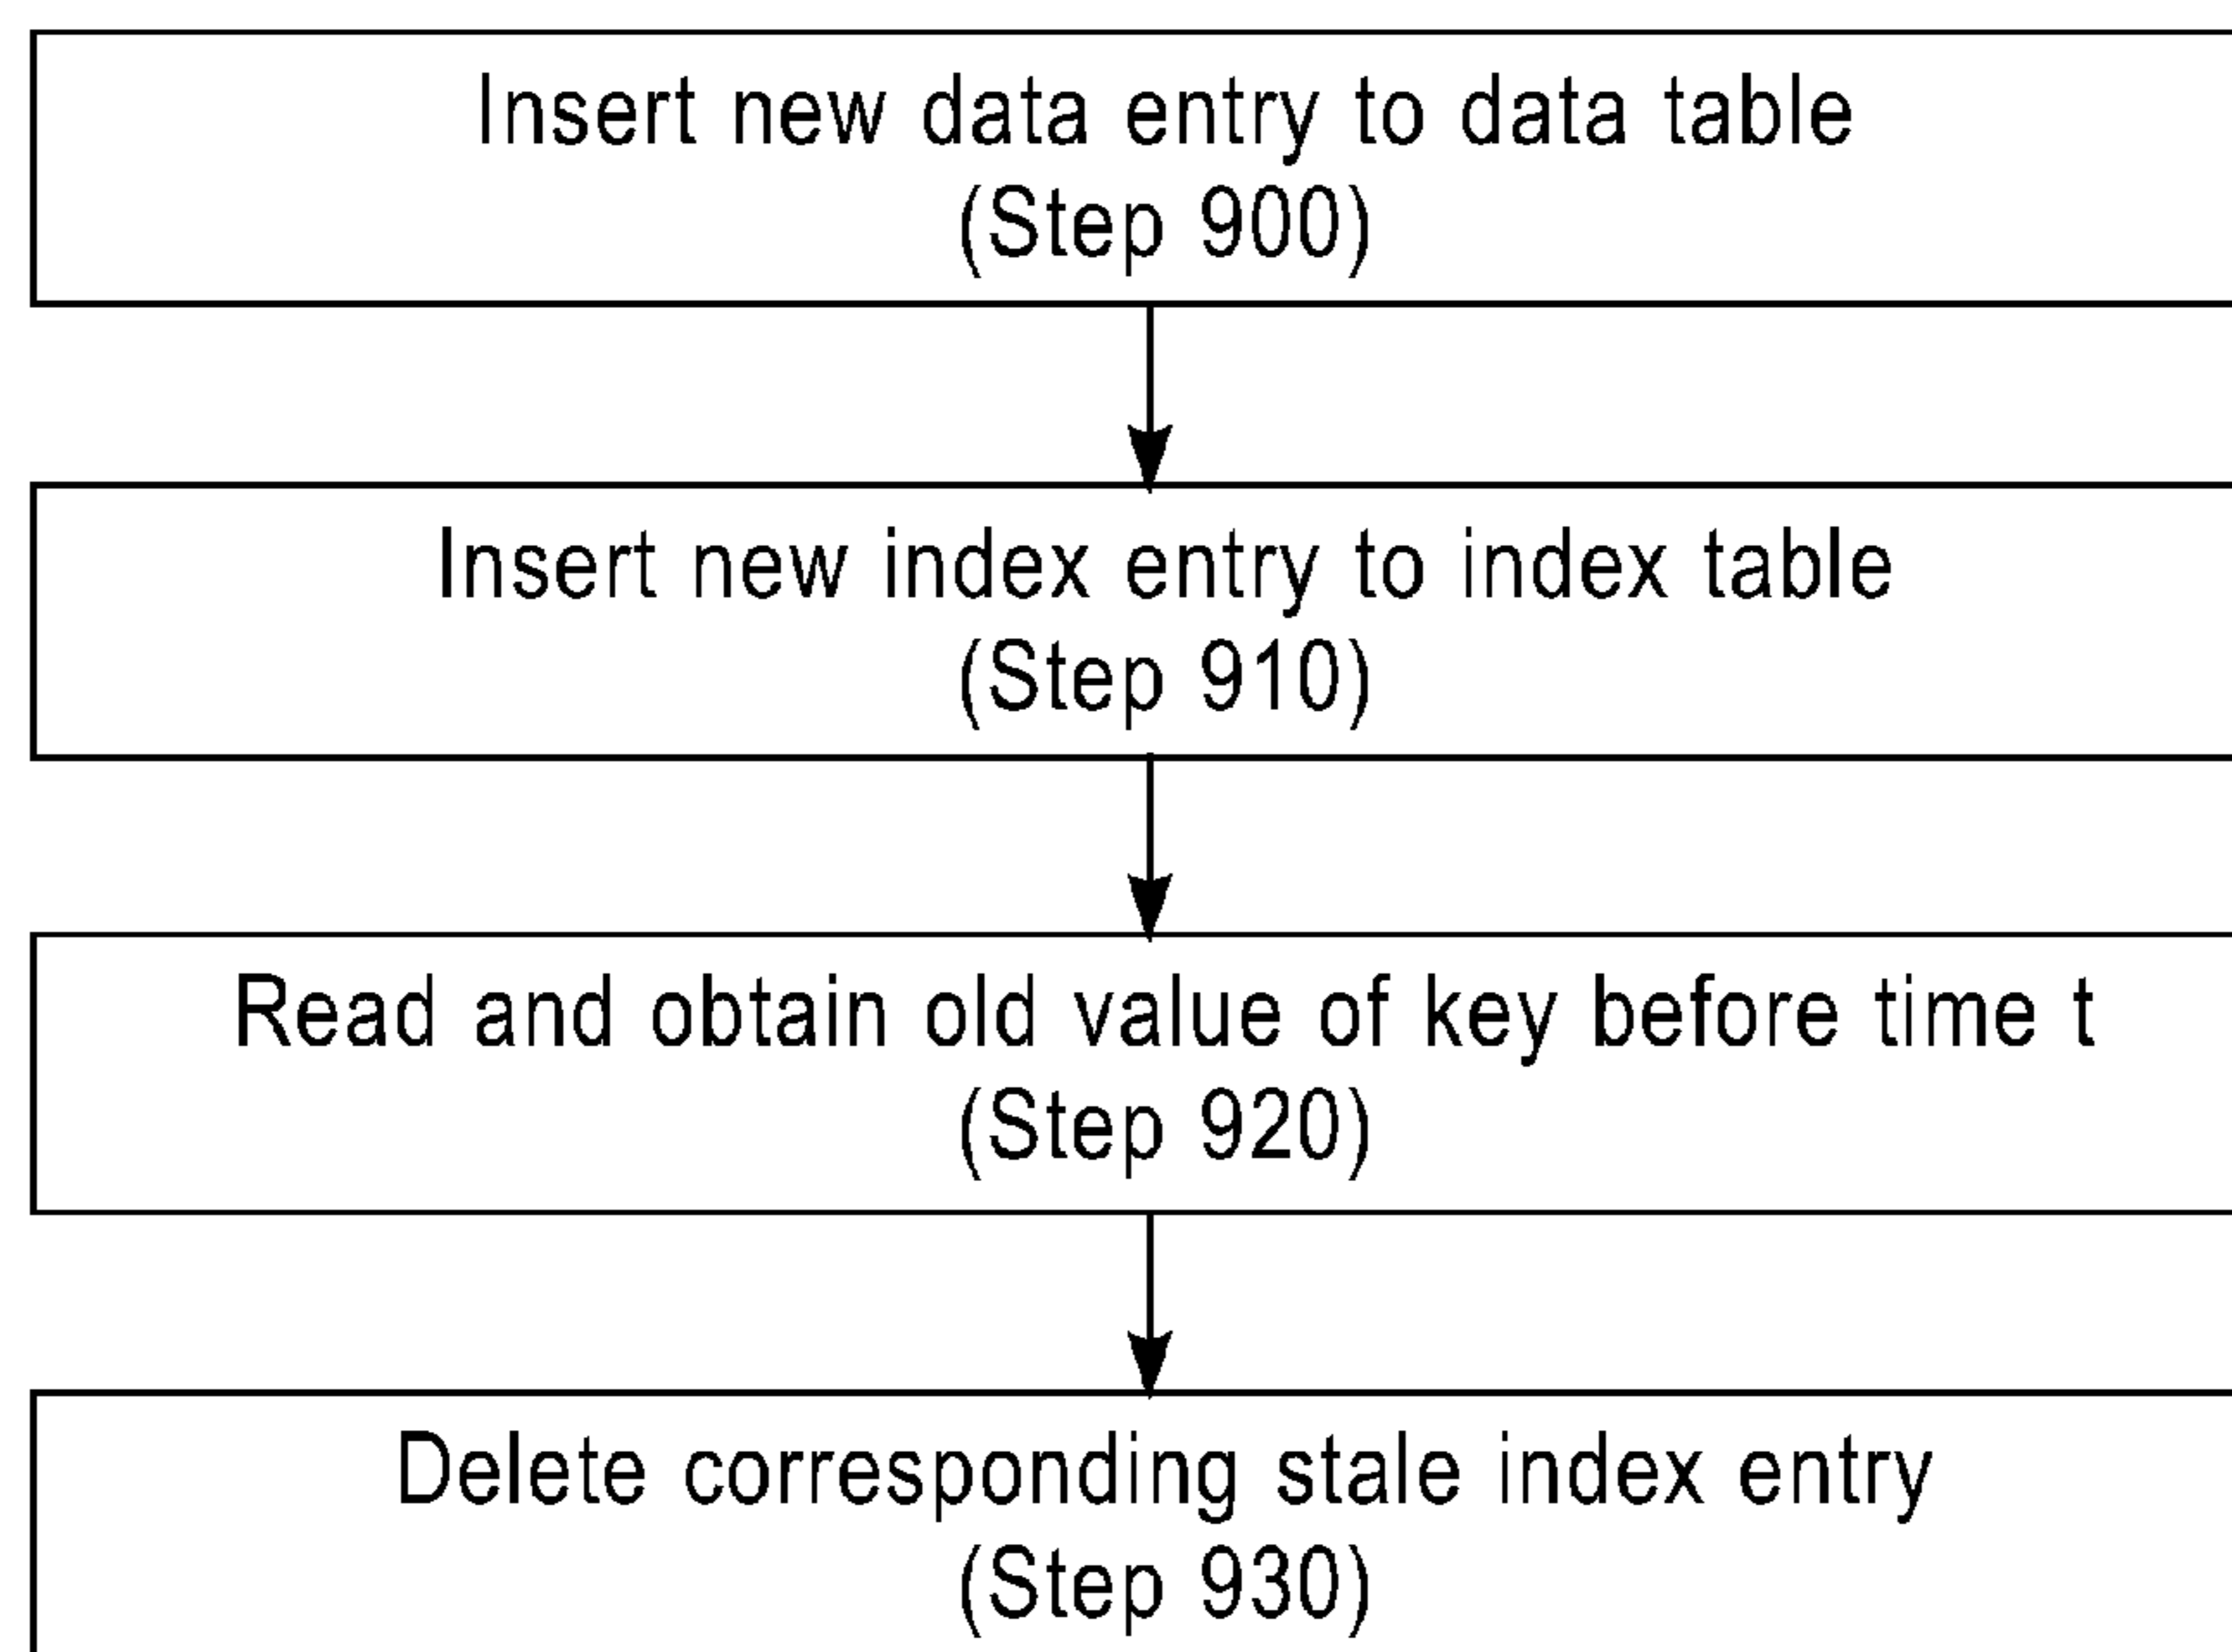 Insert new data entry to data table
(Step 900)
Insert new index entry to index table
(Step 910)
Read and obtain old value of key before time t
(Step 920)
Delete corresponding stale index entry
(Step 930)